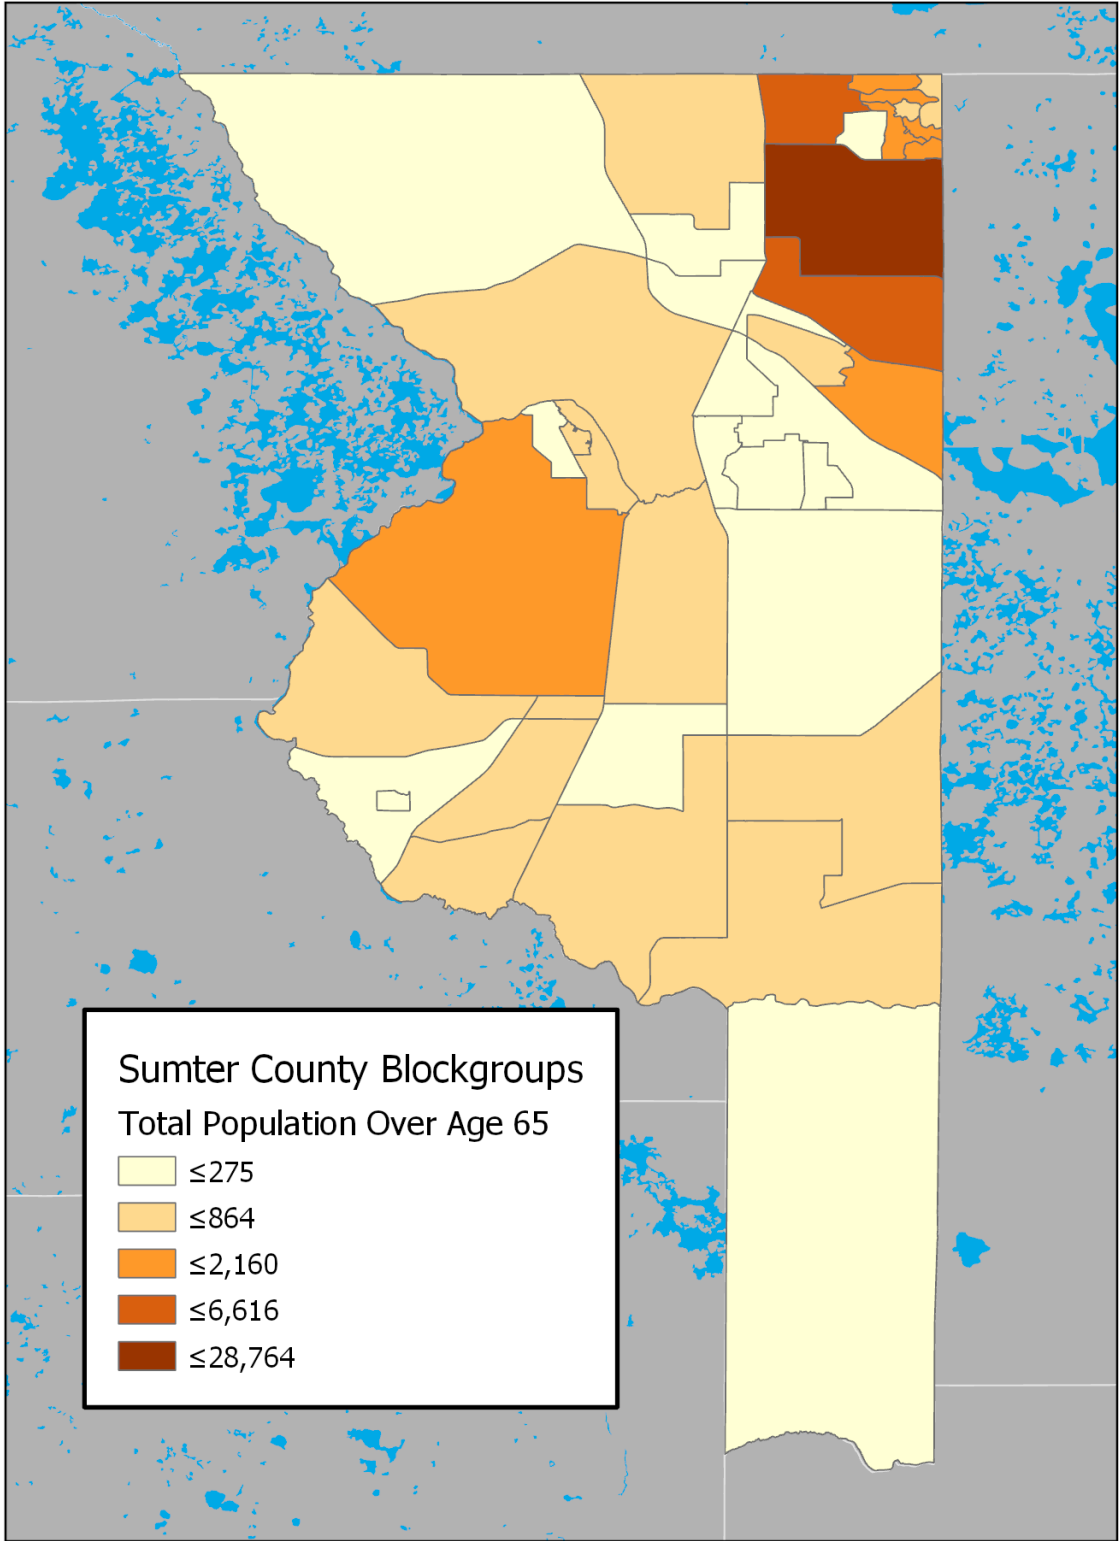 Sumter County Blockgroups
Total Population Over Age 65
≤275
≤864
≤2,160
≤6,616
≤28,764